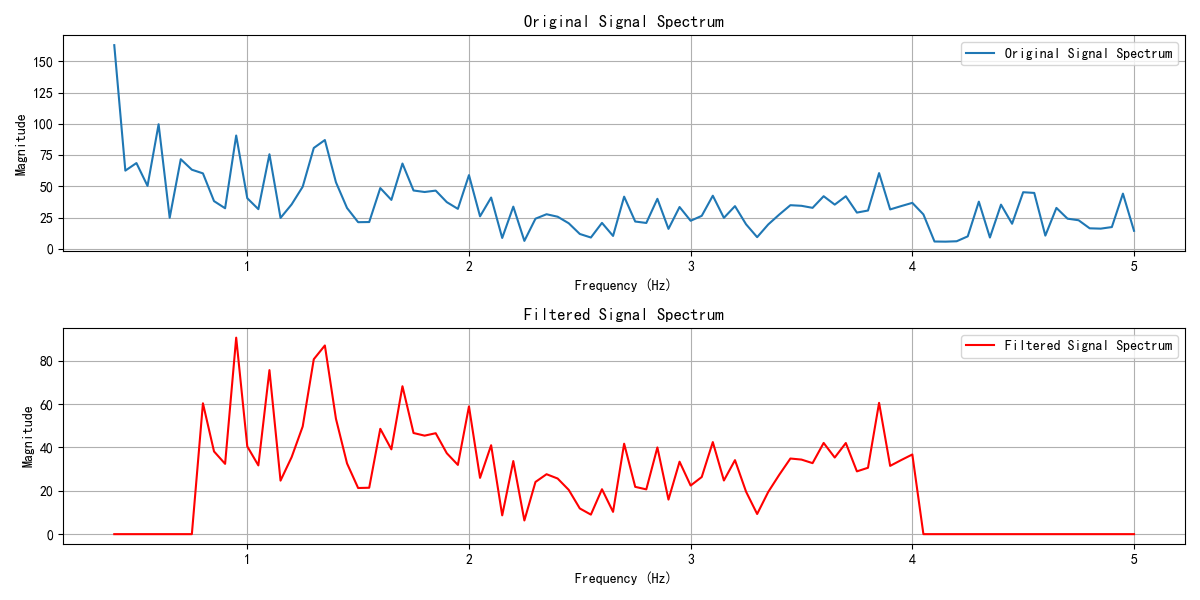 Original Signal Spectrum
Original Signal Spectrum
150
125
100
75
50
25
0
Magnitude
1 2 3 4 5
Frequency (Hz)
Filtered Signal Spectrum
Filtered Signal Spectrum
80
60
40
20
0
Magnitude
1 2 3 4 5
Frequency (Hz)